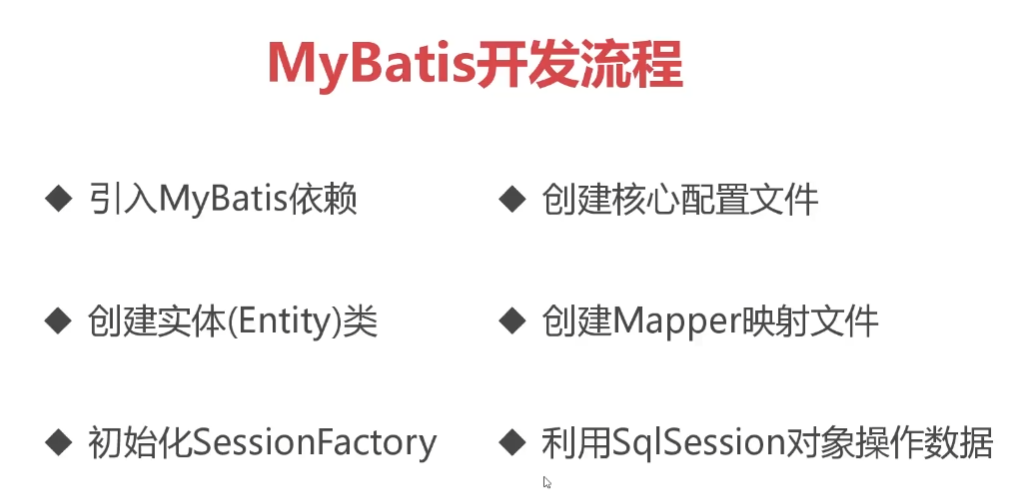 MyBatis开发流程
引入MyBatis依赖
创建核心配置文件
创建实体(Entity)类
创建Mapper映射文件
初始化SessionFactory
利用SqlSession对象操作数据